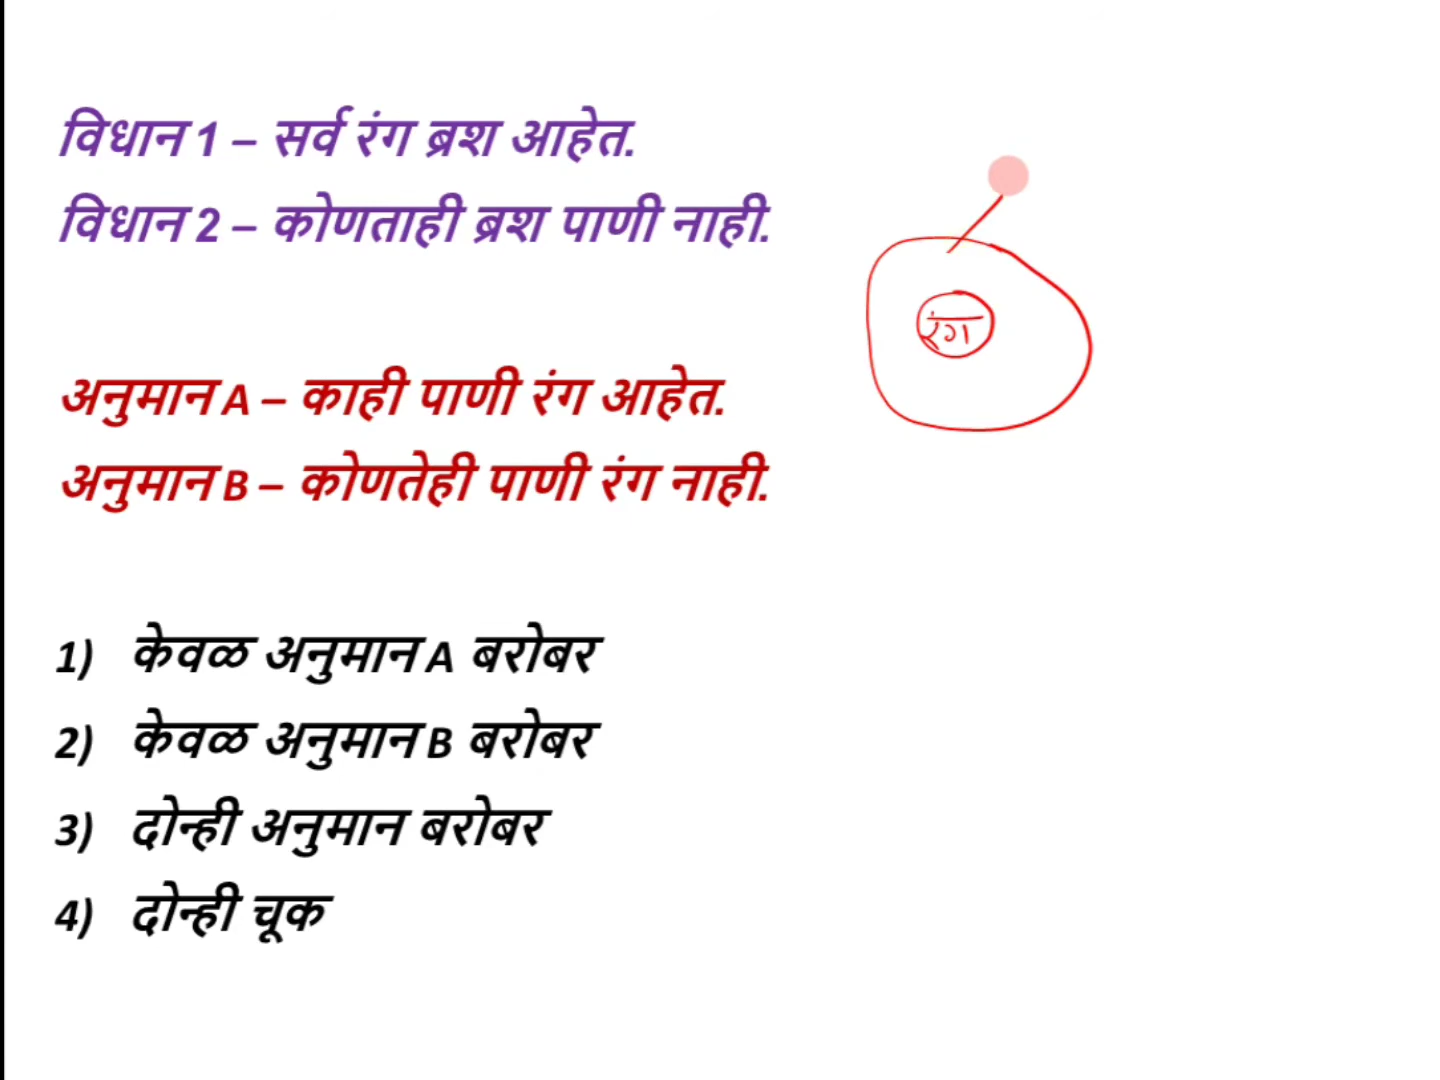 विधान 1 – सर्व रंग ब्रश आहेत.
विधान 2 – कोणताही ब्रश पाणी नाही.
अनुमान A – काही पाणी रंग आहेत.
अनुमान B – कोणतेही पाणी रंग नाही.
1) केवळ अनुमान A बरोबर
2) केवळ अनुमान B बरोबर
3) दोन्ही अनुमान बरोबर
4) दोन्ही चूक
रंग